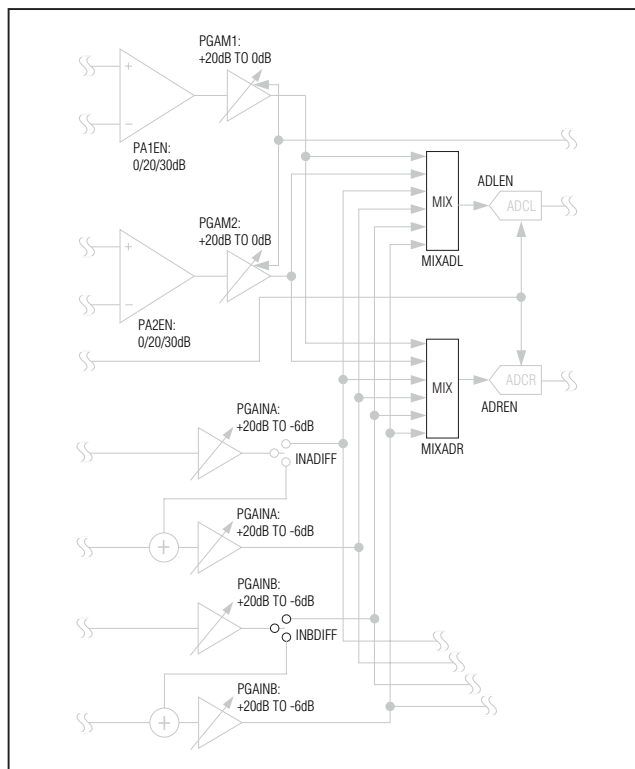 PGAM1:
+20dB TO 0dB
+
−
PA1EN:
0/20/30dB
MIX
ADLEN
ADCL
MIXADL
PGAM2:
+20dB TO 0dB
+
−
PA2EN:
0/20/30dB
MIX
ADCR
ADREN
MIXADR
PGAINA:
+20dB TO -6dB
INADIFF
PGAINA:
+20dB TO -6dB
+
PGAINB:
+20dB TO -6dB
INBDIFF
PGAINB:
+20dB TO -6dB
+